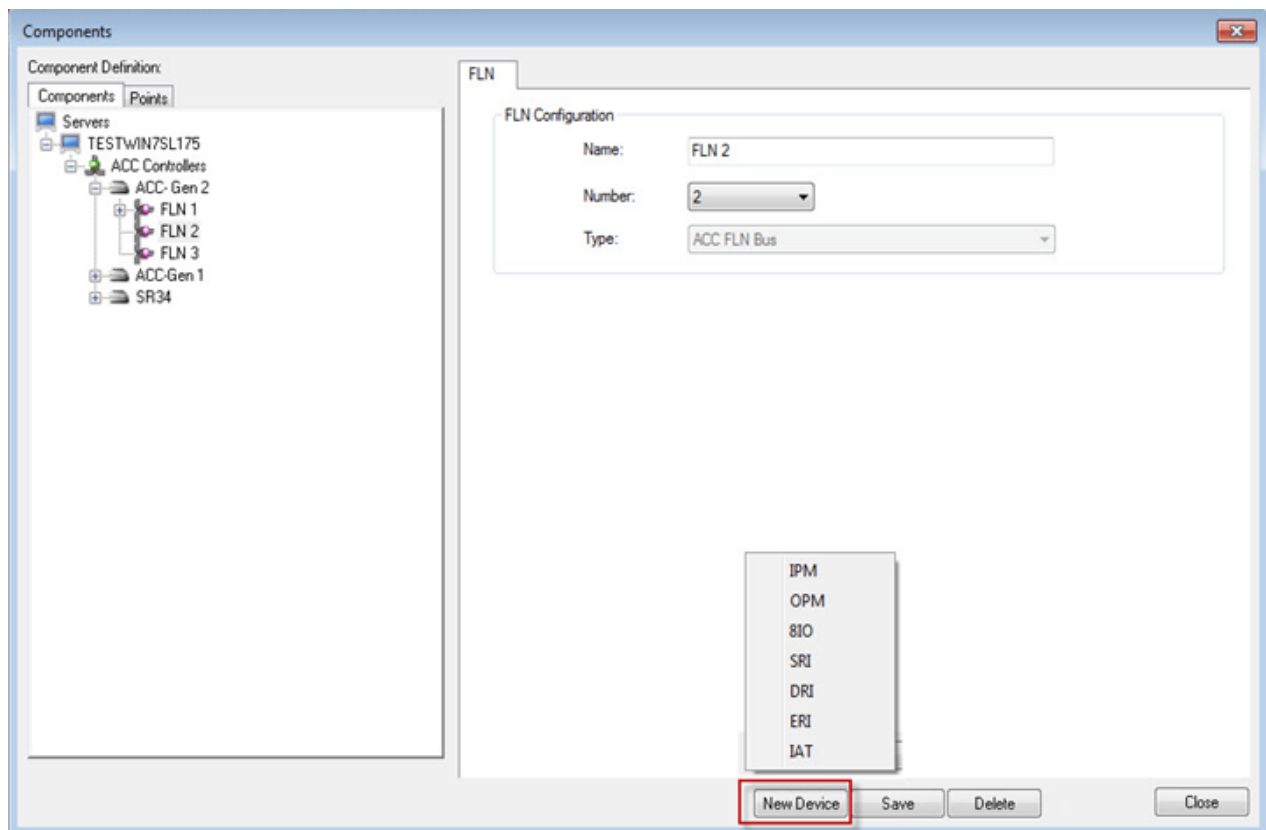 Components
Component Definition:
Components Points
Servers
TESTWIN7SL175
ACC Controllers
ACC- Gen 2
FLN 1
FLN 2
FLN 3
ACC-Gen 1
SR34
FLN
FLN Configuration
Name: FLN 2
Number: 2
Type: ACC FLN Bus
IPM
OPM
8IO
SRI
DRI
ERI
IAT
New Device Save Delete Close